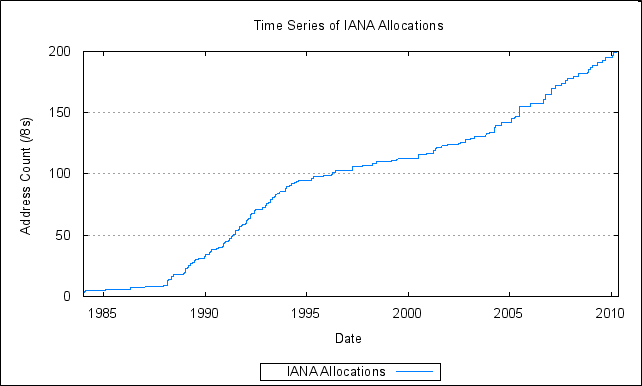 Time Series of IANA Allocations
Address Count (/8s)
200
150
100
50
0
1985 1990 1995 2000 2005 2010
Date
IANA Allocations